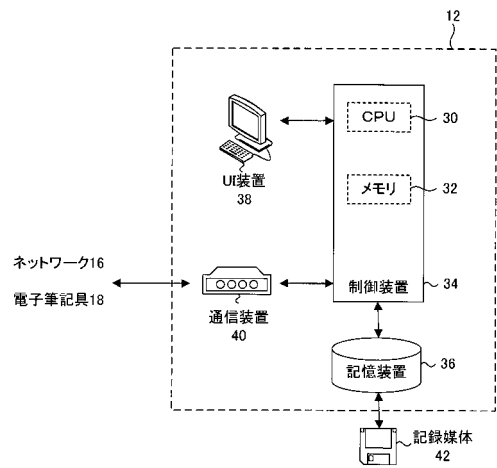 12
CPU
30
UI装置
38
メモリ
32
ネットワーク16
電子筆記具18
通信装置
40
制御装置
34
記憶装置
36
記録媒体
42